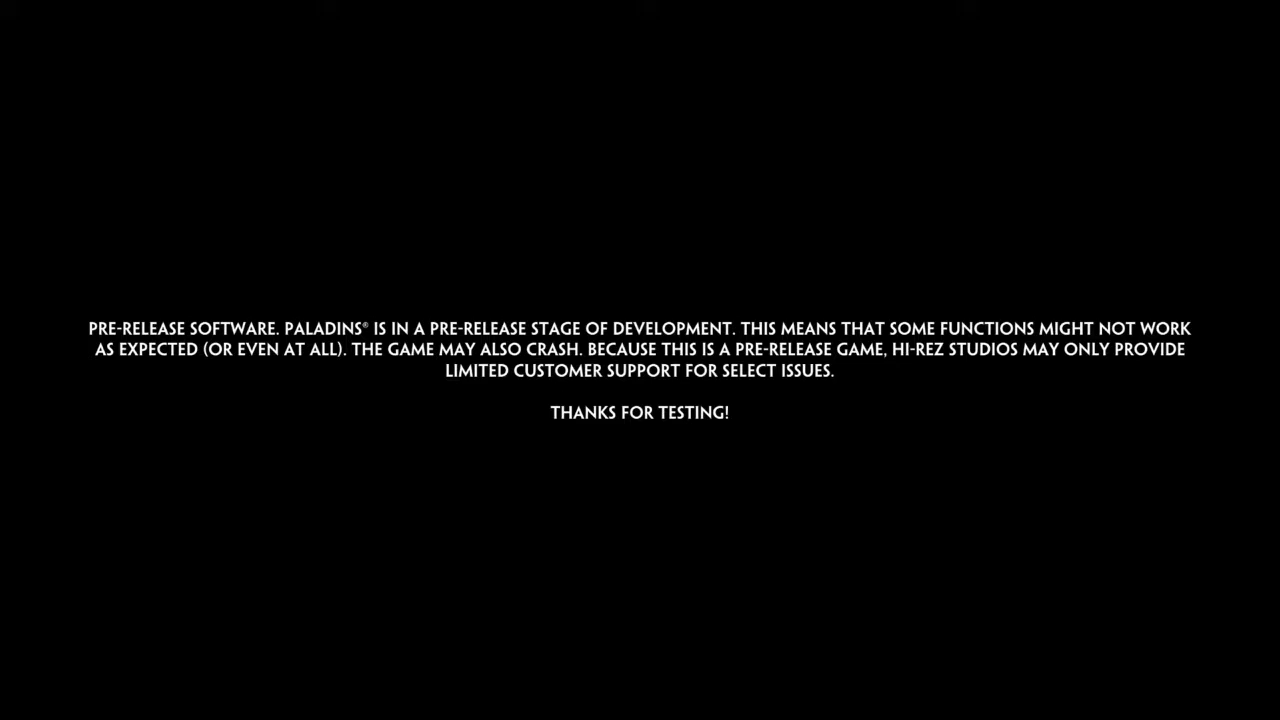 PRE-RELEASE SOFTWARE. PALADINS® IS IN A PRE-RELEASE STAGE OF DEVELOPMENT. THIS MEANS THAT SOME FUNCTIONS MIGHT NOT WORK
AS EXPECTED (OR EVEN AT ALL). THE GAME MAY ALSO CRASH. BECAUSE THIS IS A PRE-RELEASE GAME, HI-REZ STUDIOS MAY ONLY PROVIDE
LIMITED CUSTOMER SUPPORT FOR SELECT ISSUES.
THANKS FOR TESTING!